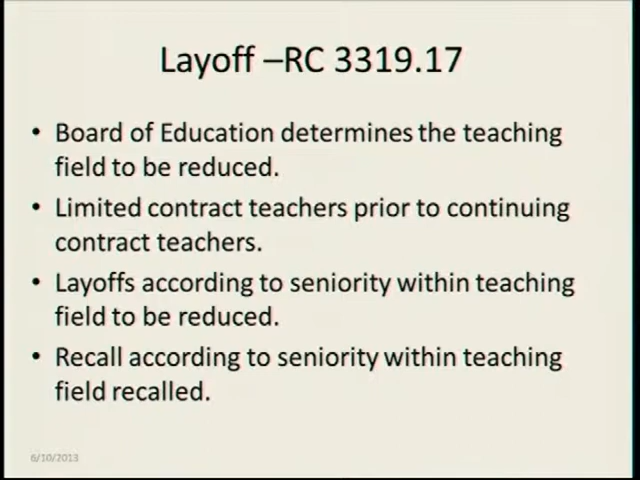 Layoff –RC 3319.17
• Board of Education determines the teaching
field to be reduced.
• Limited contract teachers prior to continuing
contract teachers.
• Layoffs according to seniority within teaching
field to be reduced.
• Recall according to seniority within teaching
field recalled.
6/10/2013